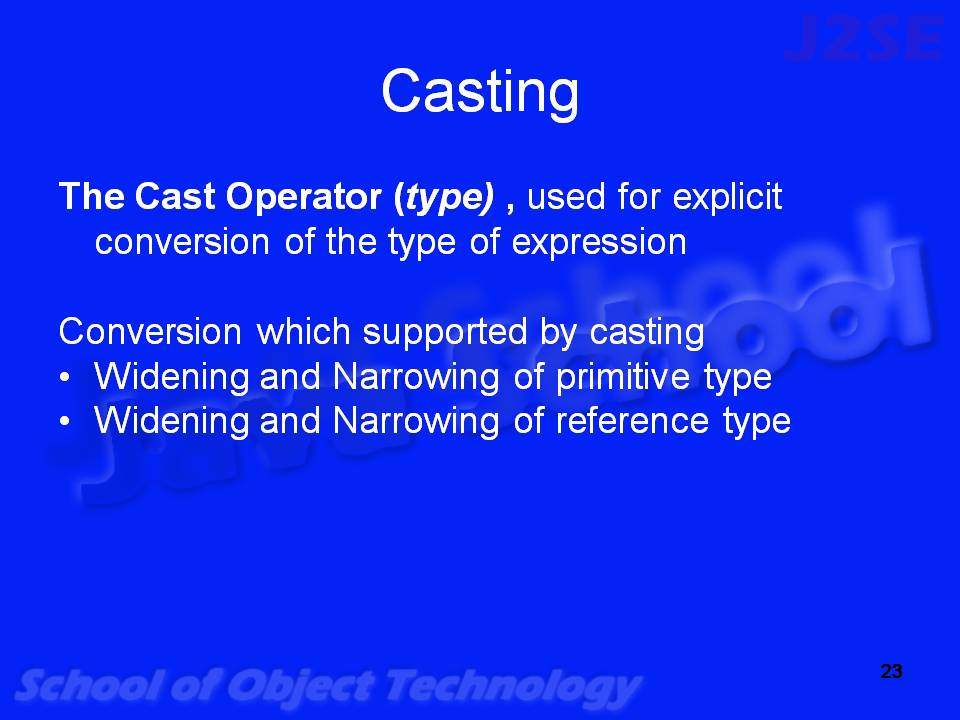 J2SE
Casting
The Cast Operator (type) , used for explicit
conversion of the type of expression
Java School
Conversion which supported by casting
• Widening and Narrowing of primitive type
• Widening and Narrowing of reference type
School of Object Technology
23